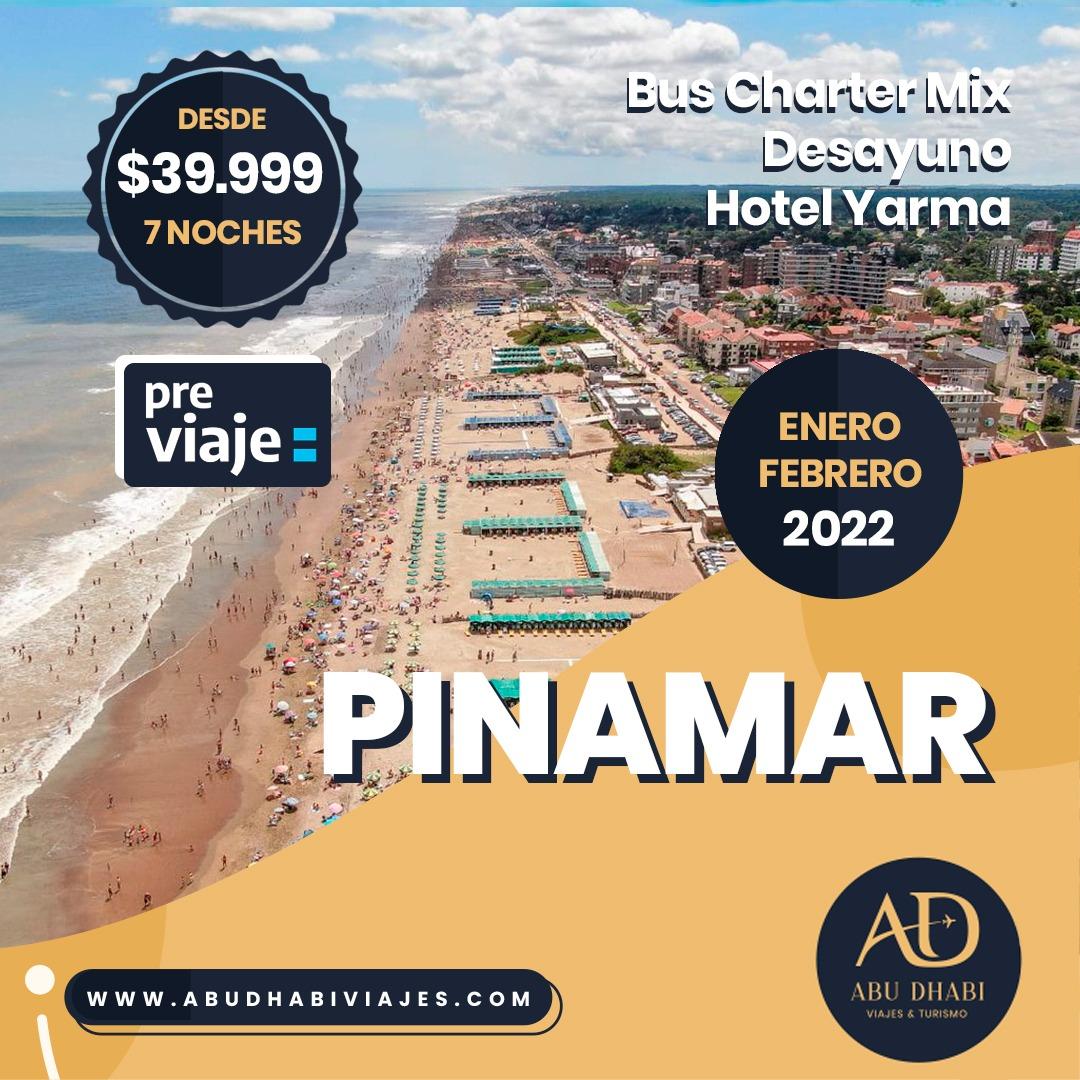 DESDE
$39.999
7 NOCHES
Bus Charter Mix
Desayuno
Hotel Yarma
pre
viaje
ENERO
FEBRERO
2022
PINAMAR
WWW.ABUDHABIVIAJES.COM
AD
ABU DHABI
VIAJES & TURISMO